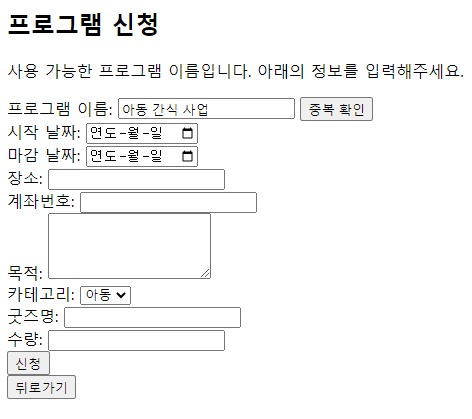 프로그램 신청
사용 가능한 프로그램 이름입니다. 아래의 정보를 입력해주세요.
프로그램 이름: 아동 간식 사업 중복 확인
시작 날짜: 연도-월-일
마감 날짜: 연도-월-일
장소:
계좌번호:
목적:
카테고리: 아동
굿즈명:
수량:
신청
뒤로가기